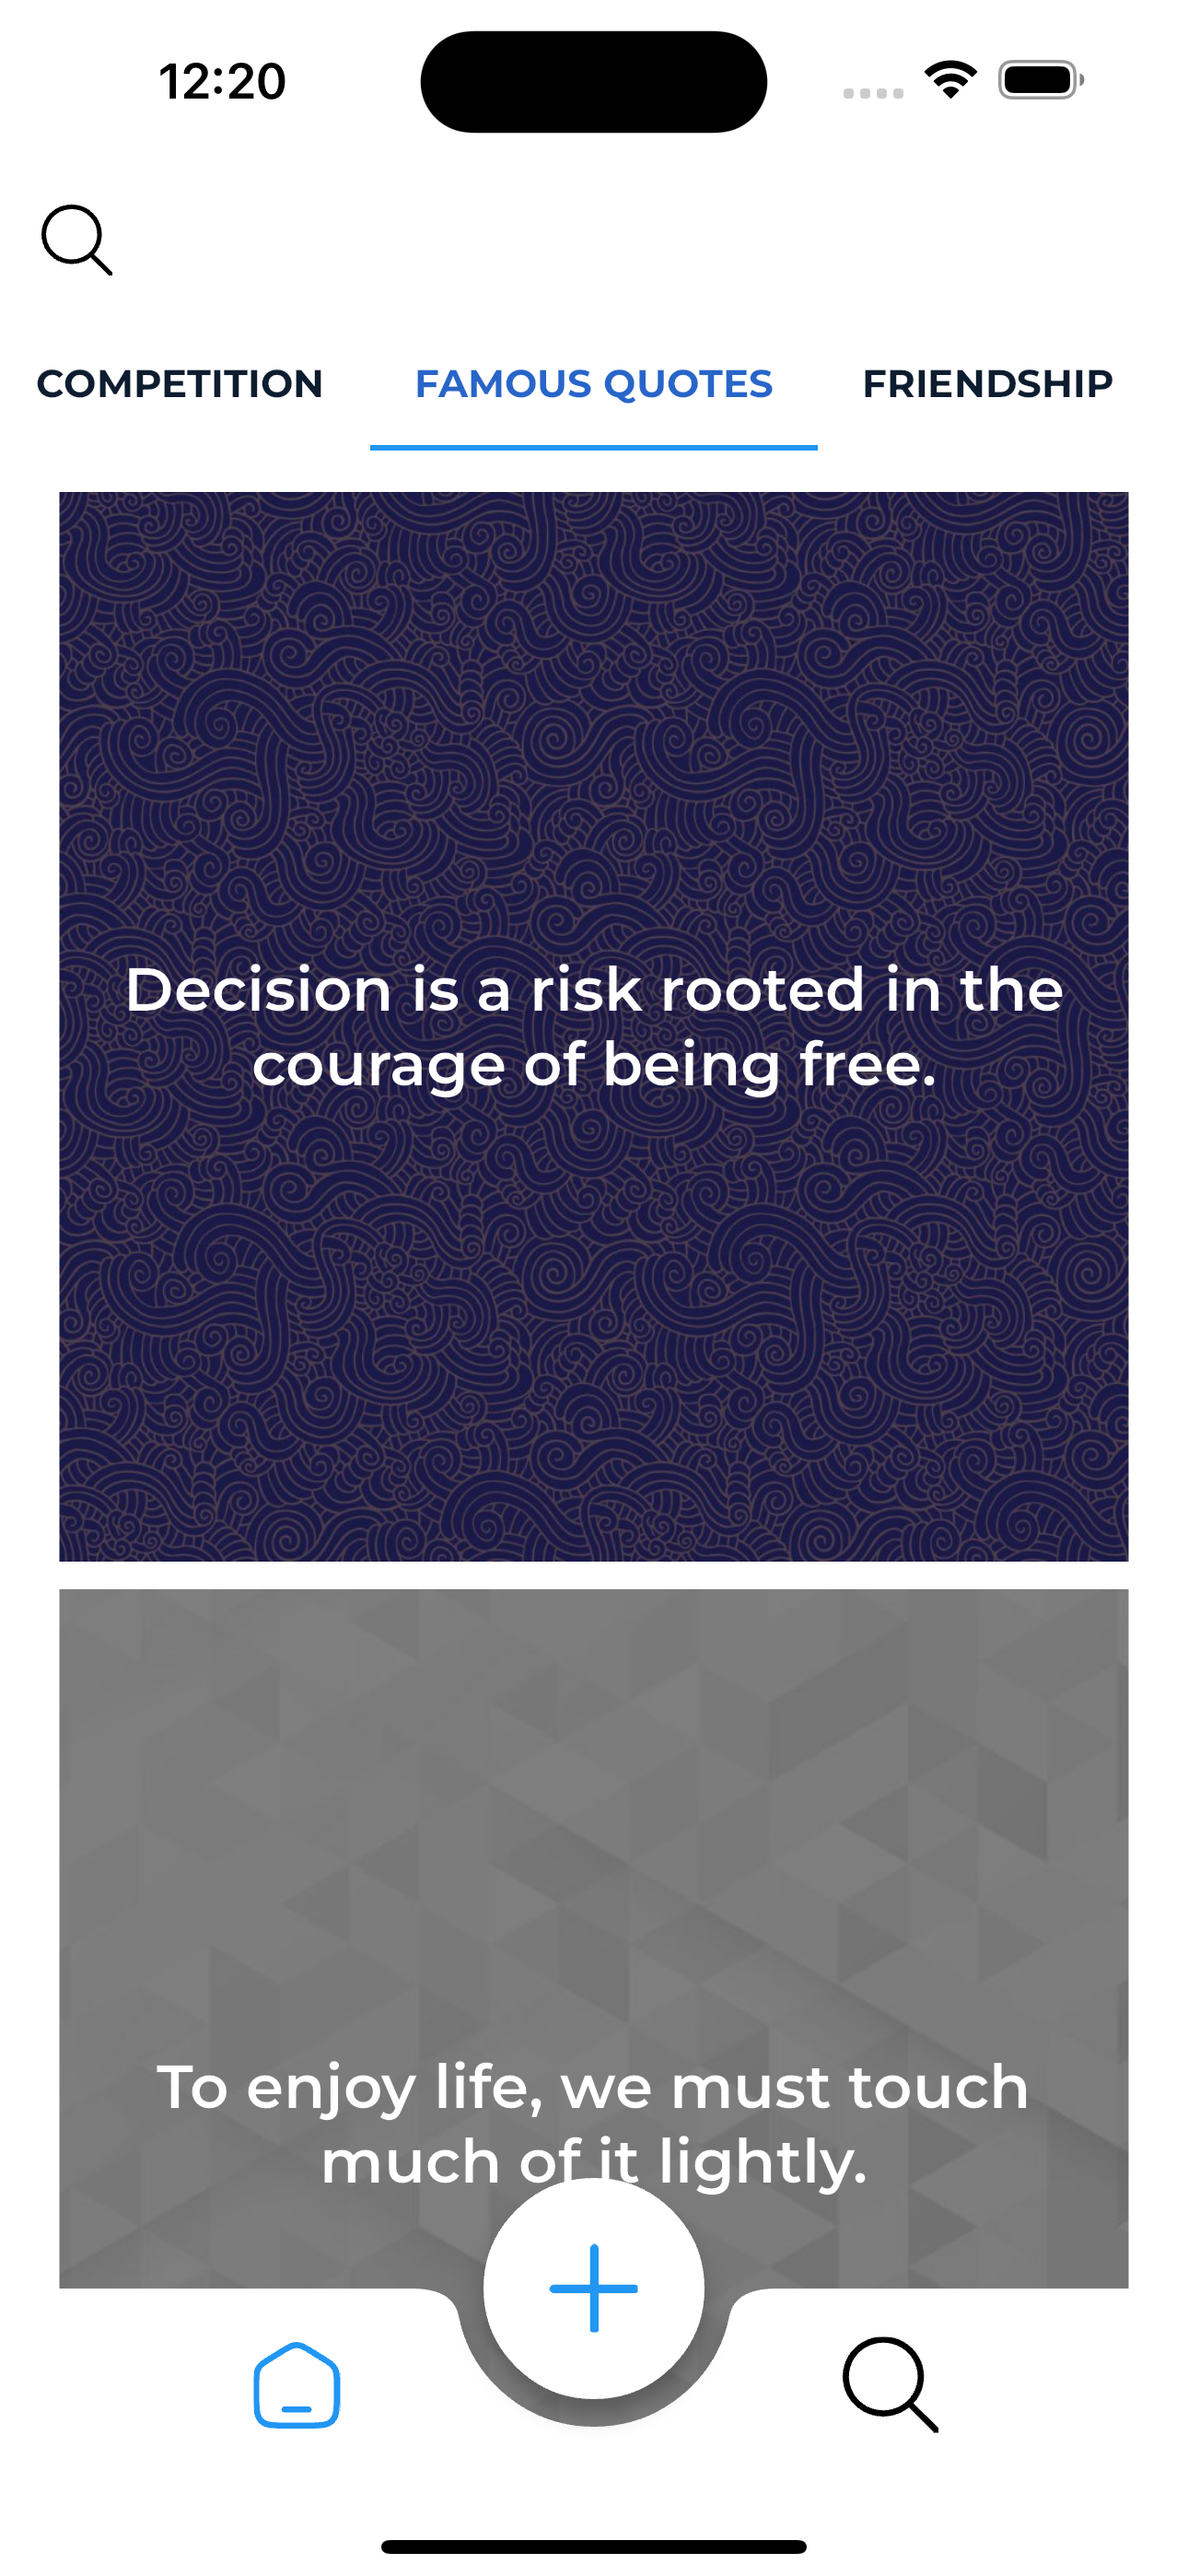 12:20
COMPETITION FAMOUS QUOTES FRIENDSHIP
Decision is a risk rooted in the
courage of being free.
To enjoy life, we must touch
much of it lightly.